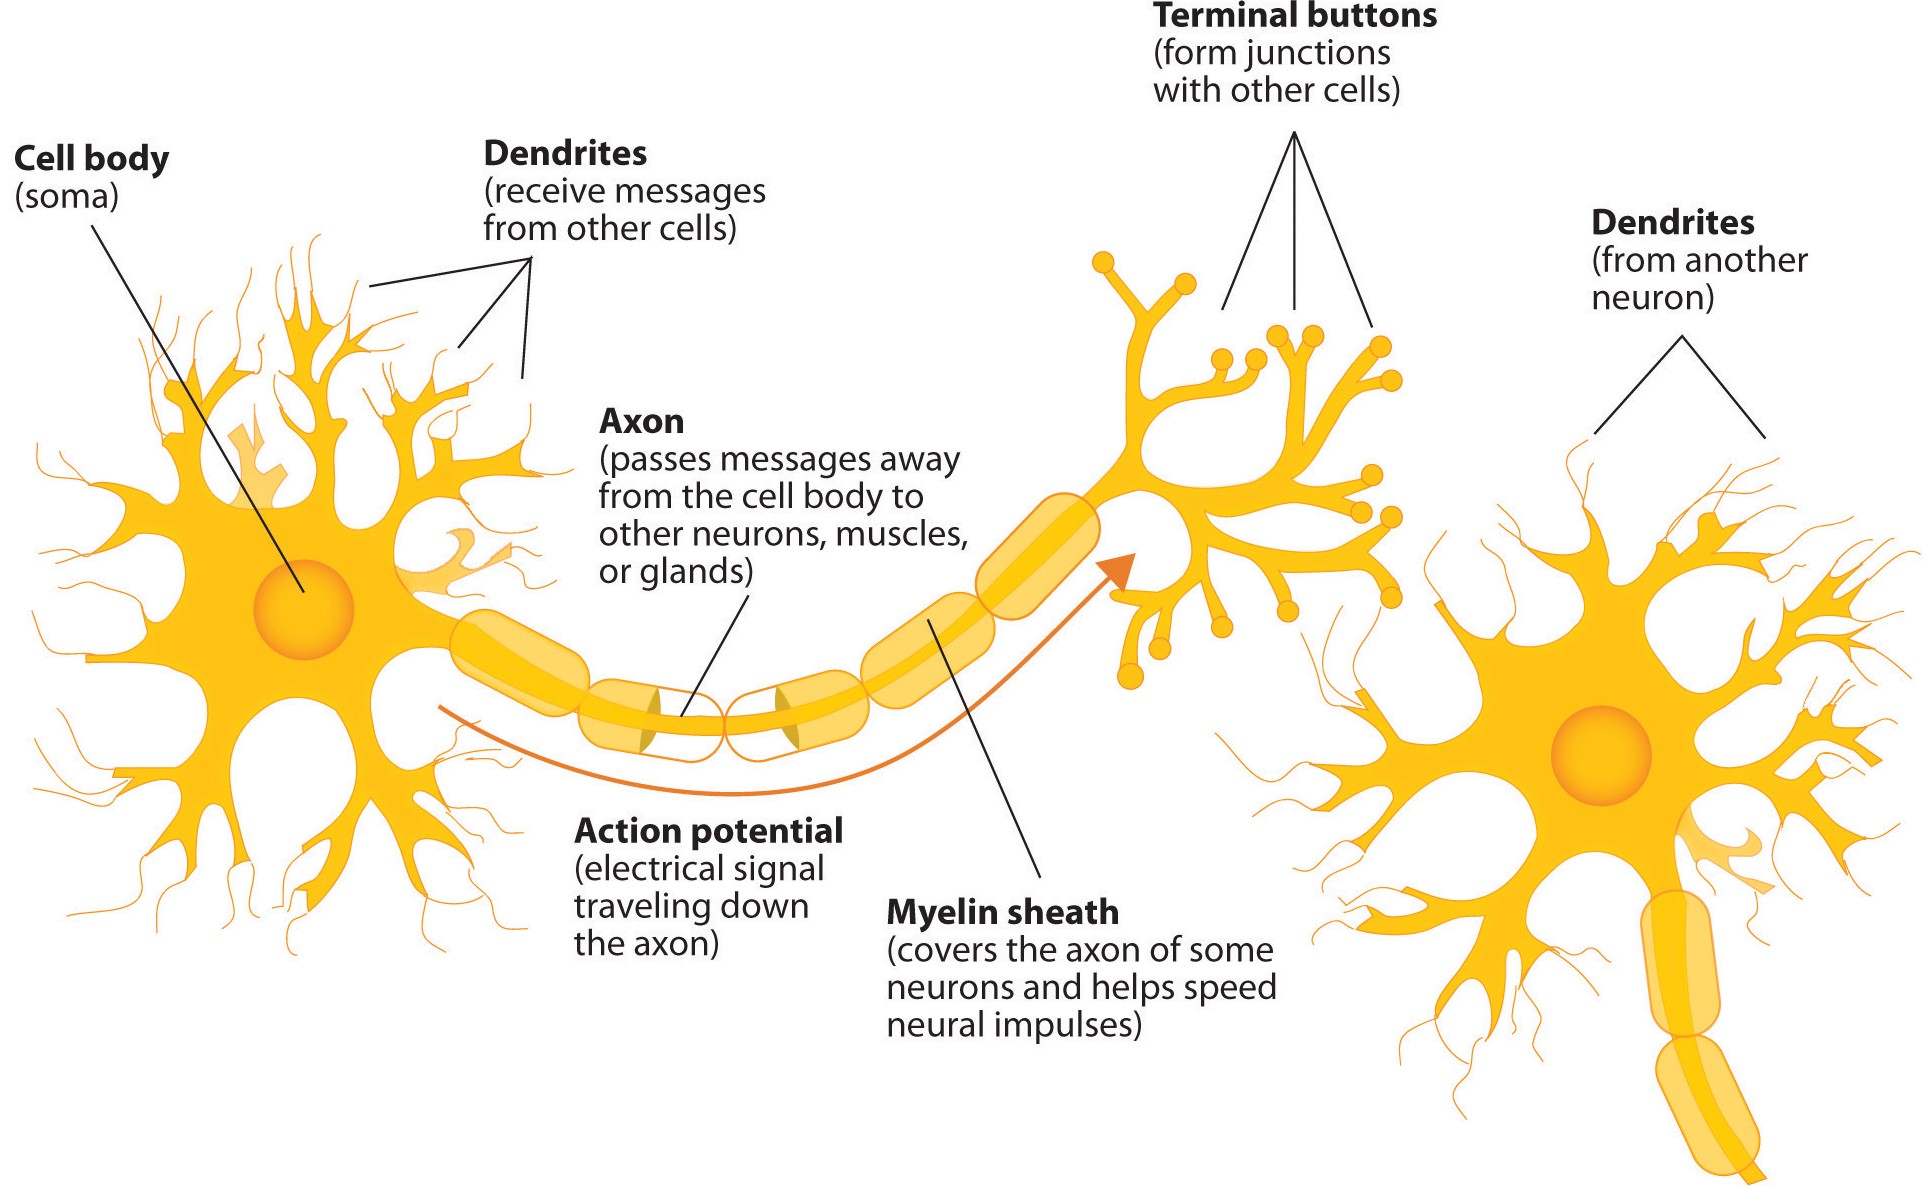 Terminal buttons
(form junctions
with other cells)
Cell body
(soma)
Dendrites
(receive messages
from other cells)
Dendrites
(from another
neuron)
Axon
(passes messages away
from the cell body to
other neurons, muscles,
or glands)
Action potential
(electrical signal
traveling down
the axon)
Myelin sheath
(covers the axon of some
neurons and helps speed
neural impulses)